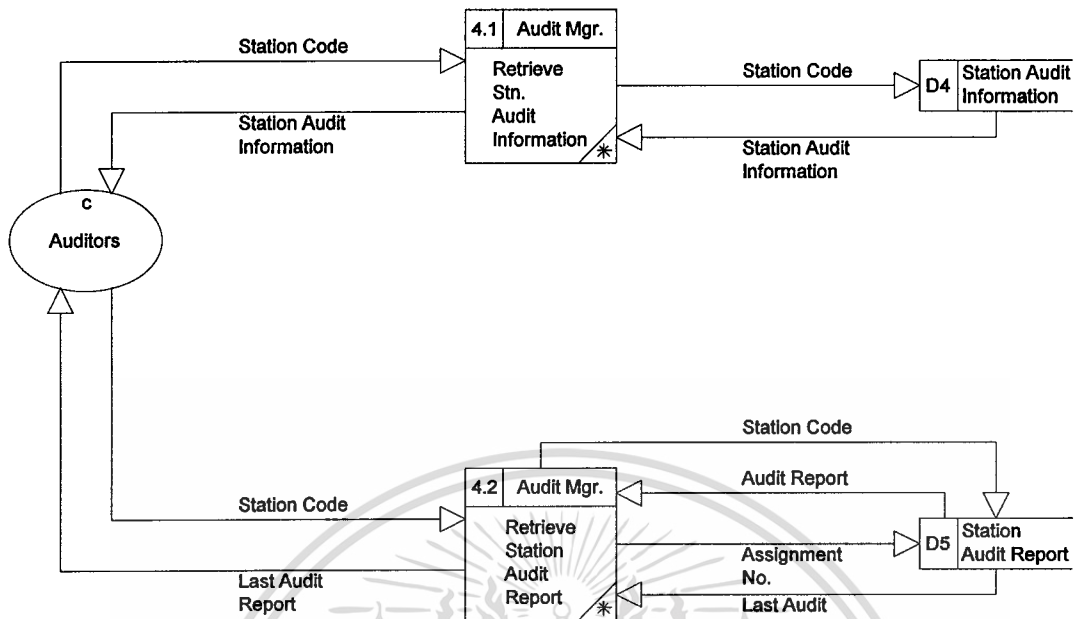 Station Code
4.1 Audit Mgr.
Retrieve
Stn.
Audit
Information
*
Station Code
D4 Station Audit
Information
Station Audit
Information
Station Audit
Information
c
Auditors
Station Code
4.2 Audit Mgr.
Retrieve
Station
Audit
Report
*
Station Code
Audit Report
D5 Station
Audit Report
Assignment
No.
Last Audit
Last Audit
Report